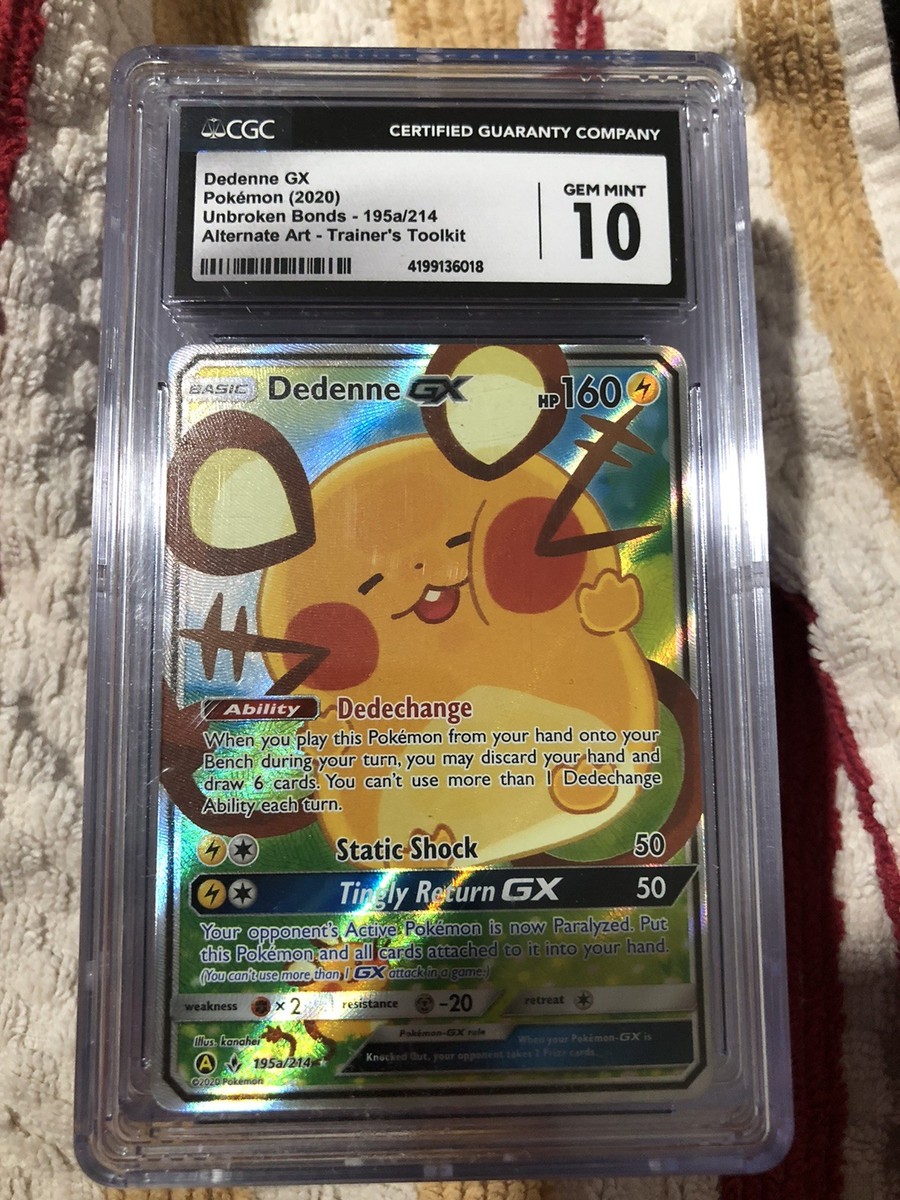 CGC CERTIFIED GUARANTY COMPANY
Dedenne GX
Pokémon (2020)
Unbroken Bonds - 195a/214
Alternate Art - Trainer's Toolkit
GEM MINT
10
4199136018
BASIC Dedenne GX HP160
Ability Dedechange
When you play this Pokémon from your hand onto your
Bench during your turn, you may discard your hand and
draw 6 cards. You can't use more than 1 Dedechange
Ability each turn.
Static Shock 50
Tingly Return GX 50
Your opponent's Active Pokémon is now Paralyzed. Put
this Pokémon and all cards attached to it into your hand.
(You can't use more than 1 GX attack in a game.)
weakness ×2 resistance -20 retreat
Illus. kanahei
A 195a/214
©2020 Pokémon
Pokémon-GX rule
When your Pokémon-GX is
Knocked Out, your opponent takes 2 Prize cards.